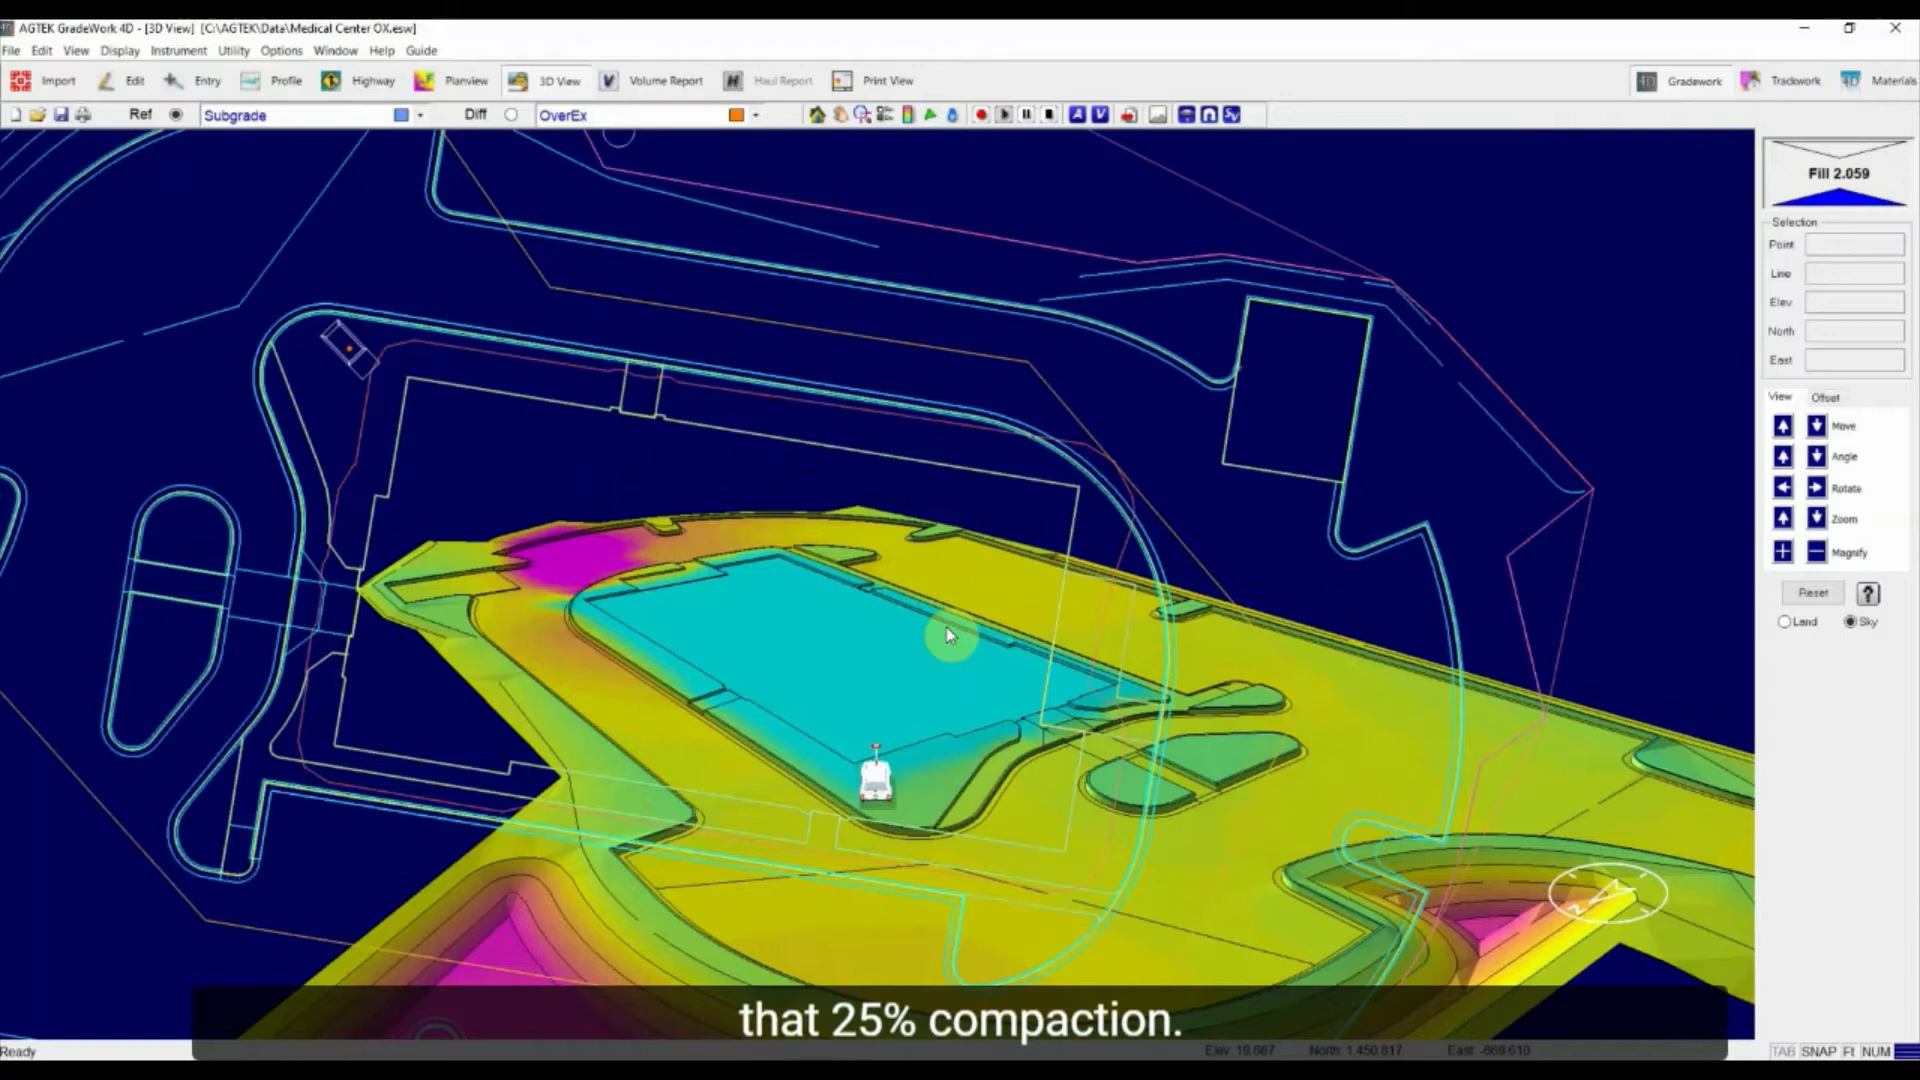 AGTEK GradeWork 4D - [3D View] [C:\AGTEK\Data\Medical Center OX.esw]
File Edit View Display Instrument Utility Options Window Help Guide
Import Edit Entry Profile Highway Planview 3D View Volume Report Haul Report Print View Gradework Trackwork Materials
Ref Subgrade Diff OverEx
A V Sv
Fill 2.059
Selection
Point
Line
Elev
North
East
View Offset
Move
Angle
Rotate
Zoom
Magnify
Reset ?
Land Sky
that 25% compaction.
Ready Elev: 19.667 North: 1,450.817 East: -669.610 TAB SNAP Ft NUM